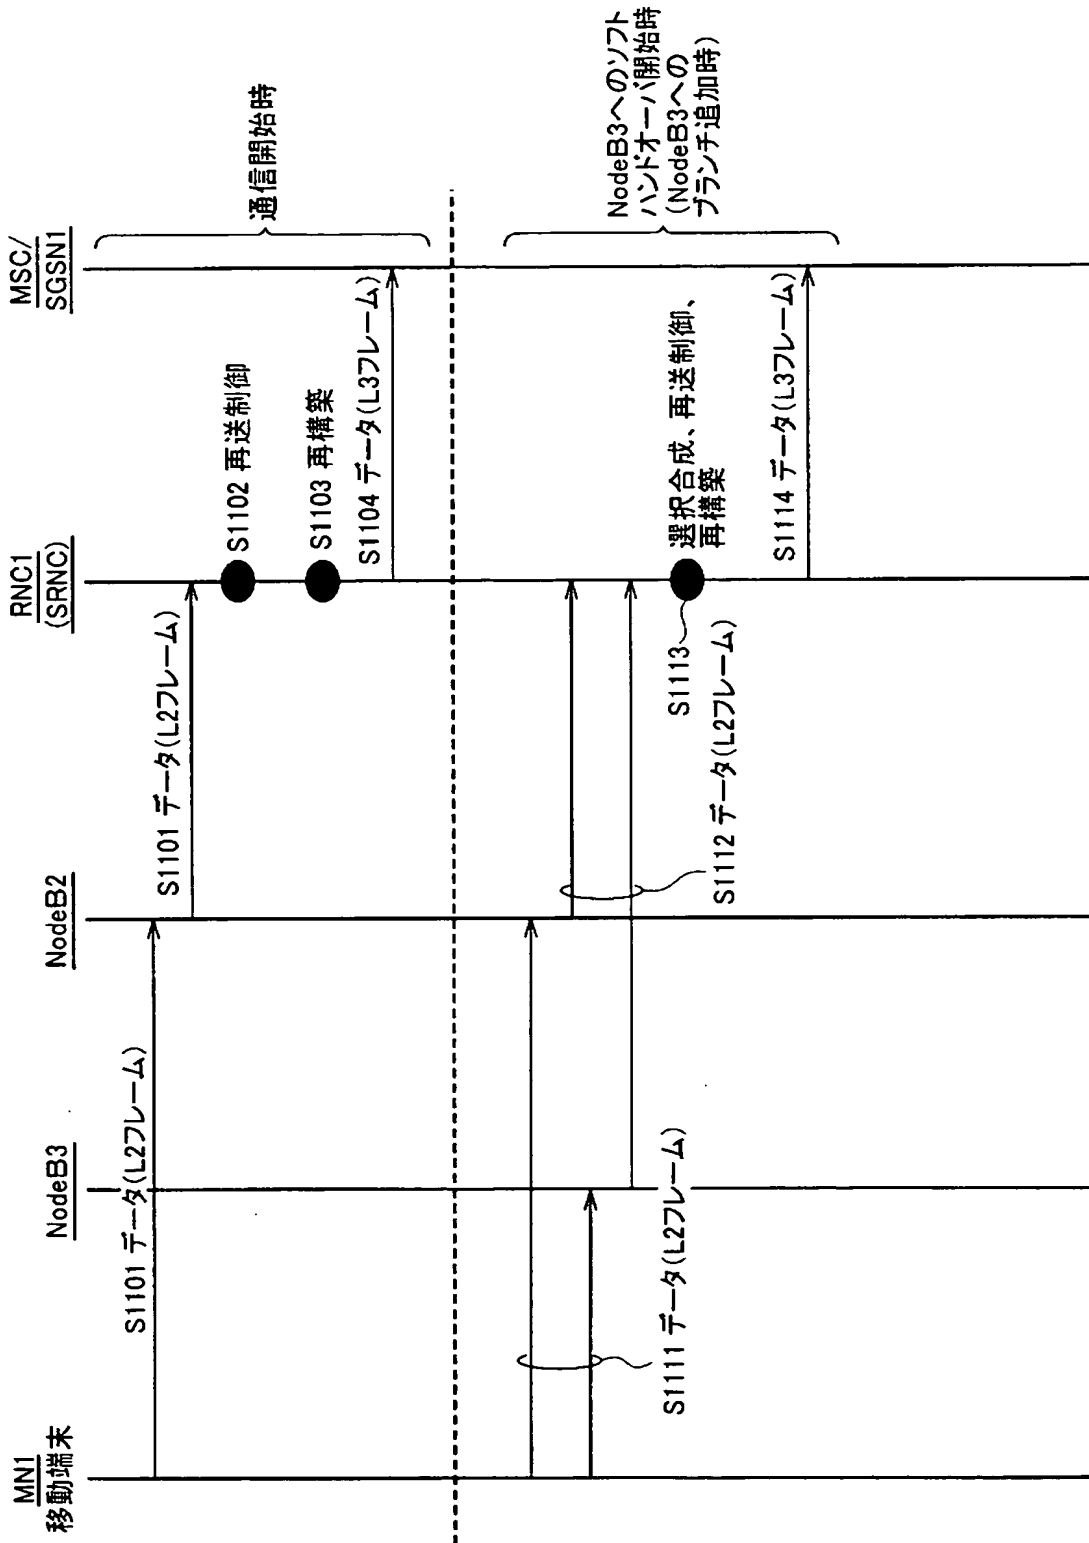 MN1
移動端末
NodeB3
NodeB2
RNC1
(SRNC)
MSC/
SGSN1
S1101 データ(L2フレーム)
S1101 データ(L2フレーム)
S1102 再送制御
S1103 再構築
S1104 データ(L3フレーム)
通信開始時
S1111 データ(L2フレーム)
S1112 データ(L2フレーム)
S1113
選択合成、再送制御、
再構築
S1114 データ(L3フレーム)
NodeB3へのソフト
ハンドオーバ開始時
(NodeB3への
ブランチ追加時)